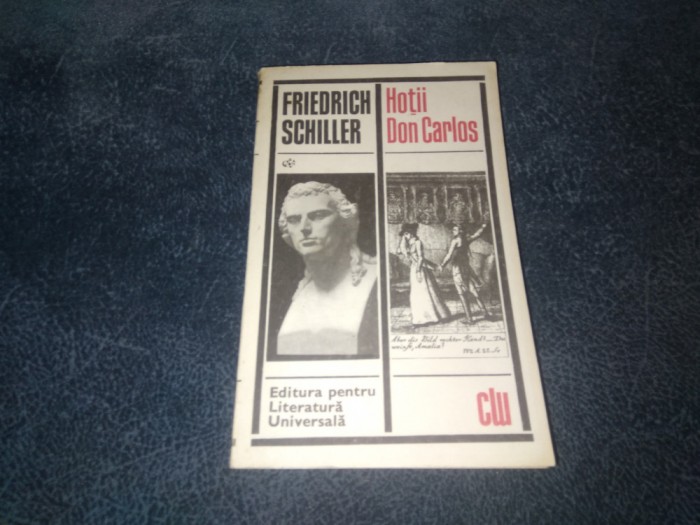 FRIEDRICH
SCHILLER
Hoții
Don Carlos
Editura pentru
Literatură
Universală
clu